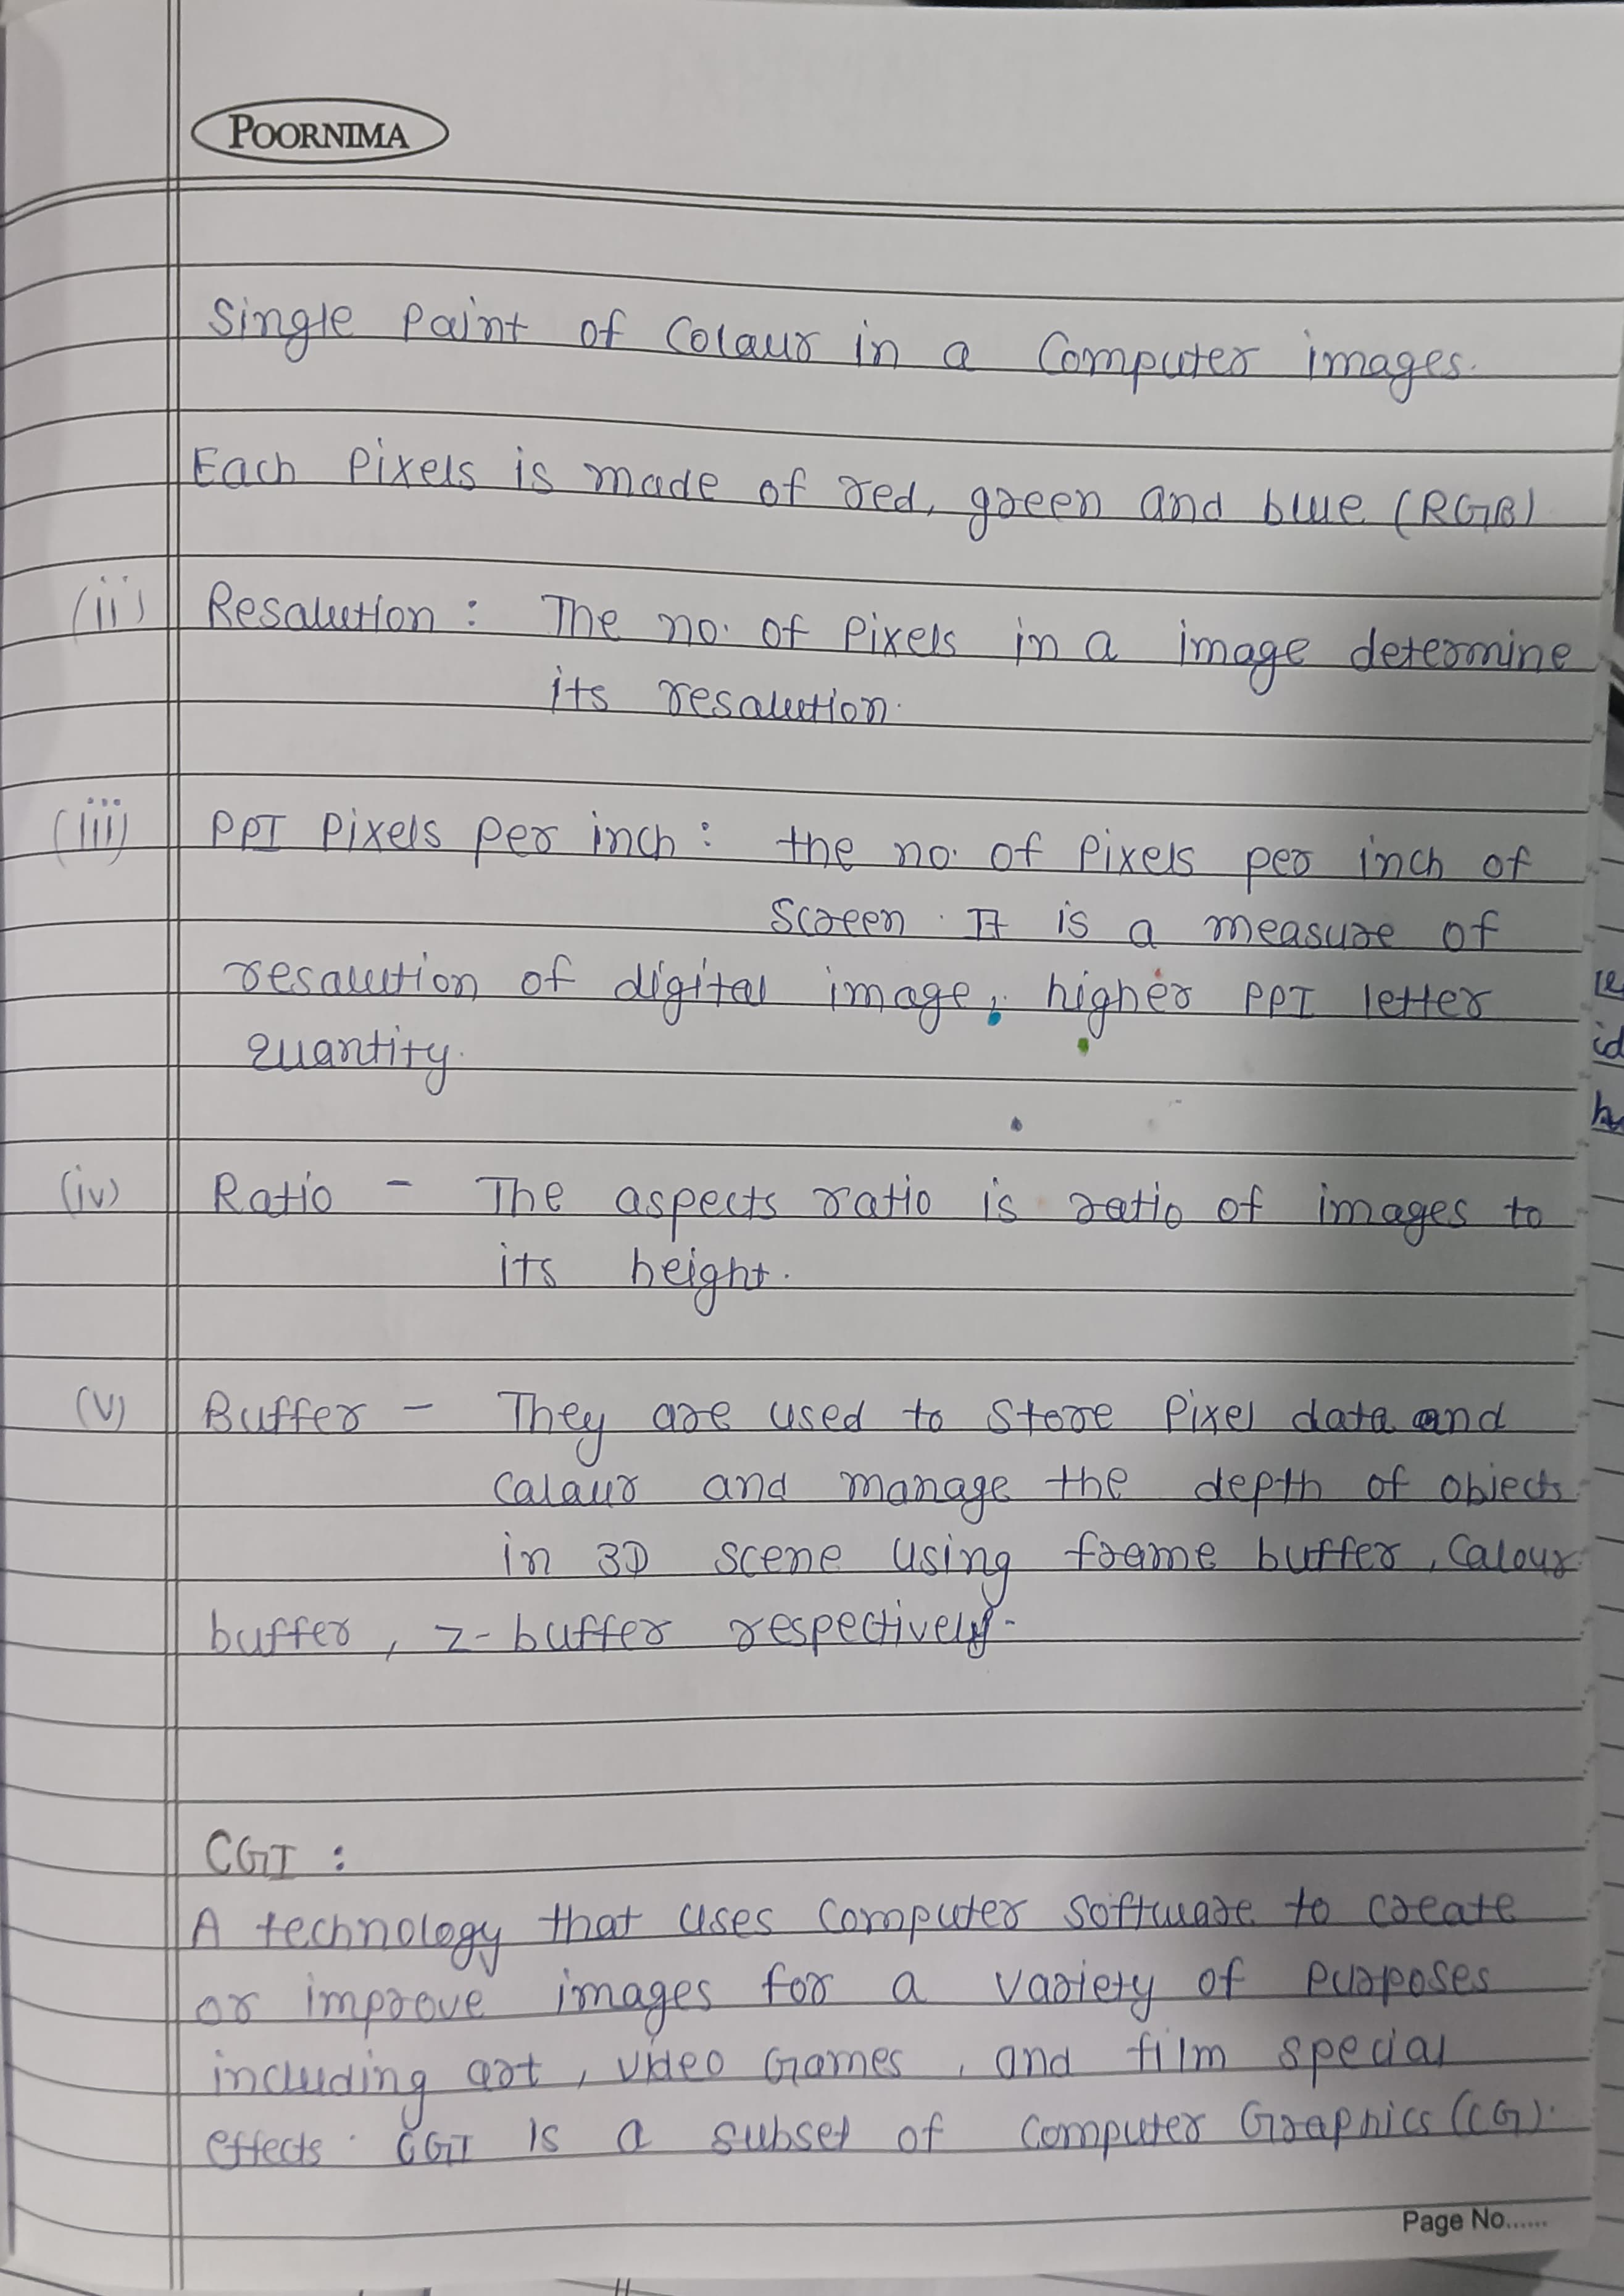 POORNIMA
Single Paint of Colaur in a Computer images.
Each Pixels is made of red, green and blue (RGB)
(ii) Resalution : The no. of Pixels in a image determine
its resalution.
(iii) PPI Pixels per inch : the no. of Pixels per inch of
Screen. It is a measure of
resalution of digital image, higher PPI letter
quantity.
(iv) Ratio - The aspects ratio is ratio of images to
its height.
(v) Buffer - They are used to store Pixel data and
Calaur and manage the depth of objects
in 3D scene using frame buffer, Calour
buffer, z-buffer respectively.
CGI :
A technology that uses Computer Software to create
or improve images for a variety of Purposes
including art, video Games, and film special
effects. CGI is a subset of Computer Graphics (CG).
Page No......